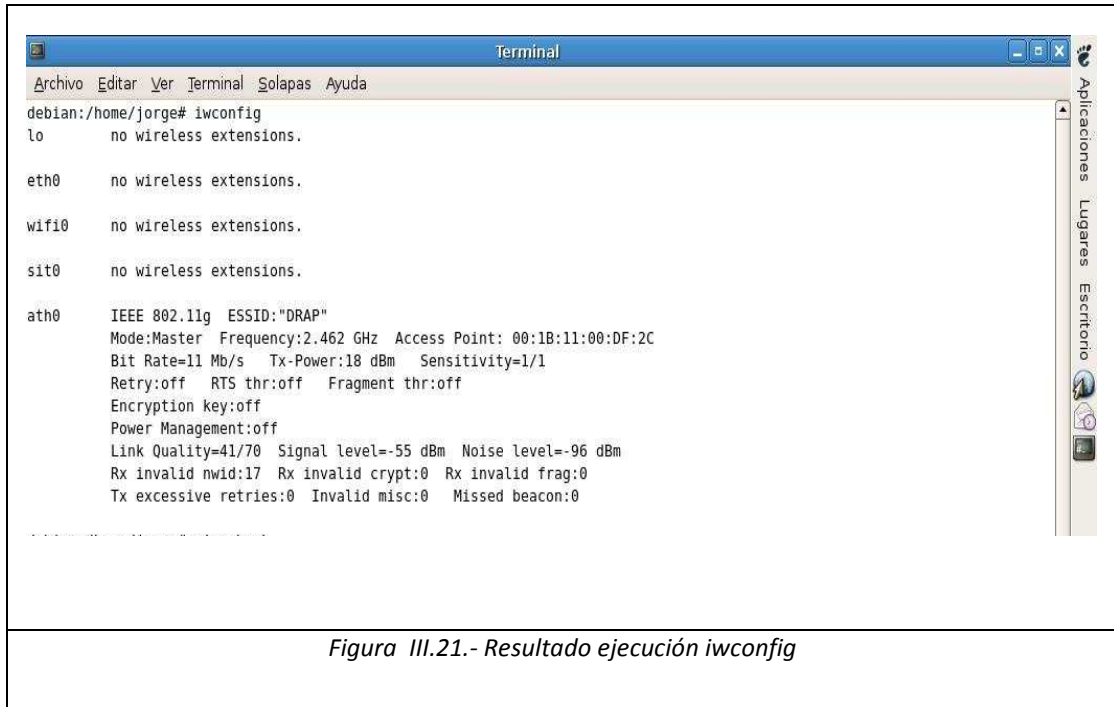 Terminal
Archivo Editar Ver Terminal Solapas Ayuda
debian:/home/jorge# iwconfig
lo no wireless extensions.
eth0 no wireless extensions.
wifi0 no wireless extensions.
sit0 no wireless extensions.
ath0 IEEE 802.11g ESSID:"DRAP"
Mode:Master Frequency:2.462 GHz Access Point: 00:1B:11:00:DF:2C
Bit Rate=11 Mb/s Tx-Power:18 dBm Sensitivity=1/1
Retry:off RTS thr:off Fragment thr:off
Encryption key:off
Power Management:off
Link Quality=41/70 Signal level=-55 dBm Noise level=-96 dBm
Rx invalid nwid:17 Rx invalid crypt:0 Rx invalid frag:0
Tx excessive retries:0 Invalid misc:0 Missed beacon:0
Aplicaciones Lugares Escritorio
Figura III.21.- Resultado ejecución iwconfig